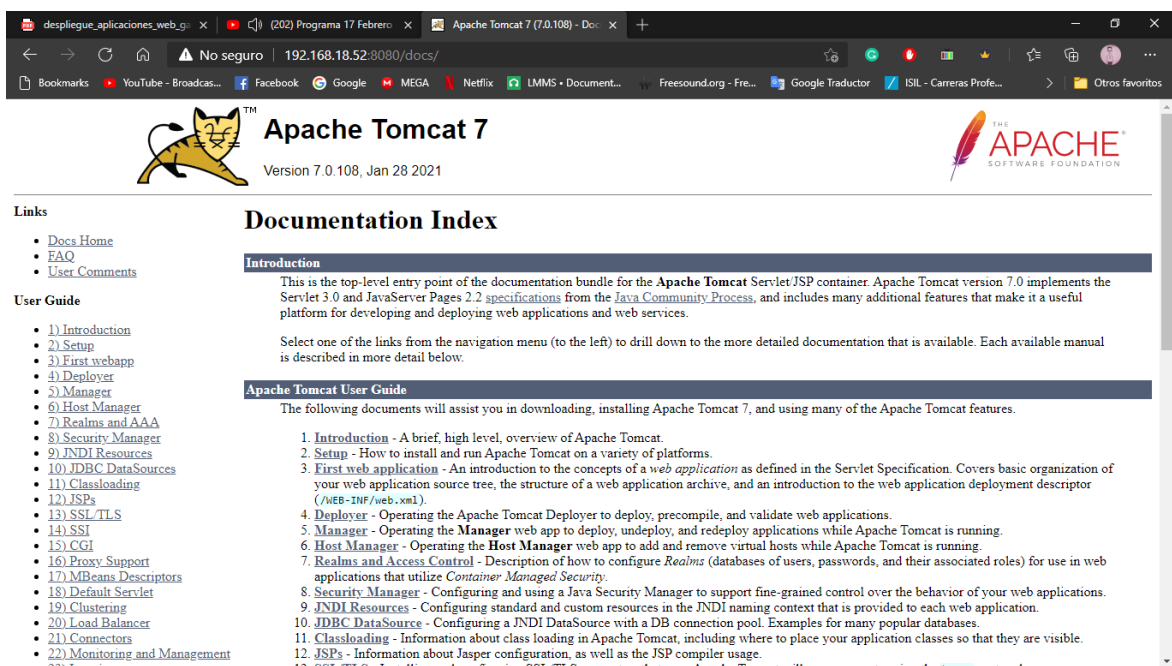 despliegue_aplicaciones_web_ga
(202) Programa 17 Febrero
Apache Tomcat 7 (7.0.108) - Doc
No seguro
192.168.18.52:8080/docs/
Bookmarks
YouTube - Broadcas...
Facebook
Google
MEGA
Netflix
LMMS • Document...
Freesound.org - Fre...
Google Traductor
ISIL - Carreras Profe...
Otros favoritos
TM
Apache Tomcat 7
Version 7.0.108, Jan 28 2021
THE
APACHE®
SOFTWARE FOUNDATION
Links
• Docs Home
• FAQ
• User Comments
User Guide
• 1) Introduction
• 2) Setup
• 3) First webapp
• 4) Deployer
• 5) Manager
• 6) Host Manager
• 7) Realms and AAA
• 8) Security Manager
• 9) JNDI Resources
• 10) JDBC DataSources
• 11) Classloading
• 12) JSPs
• 13) SSL/TLS
• 14) SSI
• 15) CGI
• 16) Proxy Support
• 17) MBeans Descriptors
• 18) Default Servlet
• 19) Clustering
• 20) Load Balancer
• 21) Connectors
• 22) Monitoring and Management
Documentation Index
Introduction
This is the top-level entry point of the documentation bundle for the Apache Tomcat Servlet/JSP container. Apache Tomcat version 7.0 implements the
Servlet 3.0 and JavaServer Pages 2.2 specifications from the Java Community Process, and includes many additional features that make it a useful
platform for developing and deploying web applications and web services.
Select one of the links from the navigation menu (to the left) to drill down to the more detailed documentation that is available. Each available manual
is described in more detail below.
Apache Tomcat User Guide
The following documents will assist you in downloading, installing Apache Tomcat 7, and using many of the Apache Tomcat features.
1. Introduction - A brief, high level, overview of Apache Tomcat.
2. Setup - How to install and run Apache Tomcat on a variety of platforms.
3. First web application - An introduction to the concepts of a web application as defined in the Servlet Specification. Covers basic organization of
your web application source tree, the structure of a web application archive, and an introduction to the web application deployment descriptor
(/WEB-INF/web.xml).
4. Deployer - Operating the Apache Tomcat Deployer to deploy, precompile, and validate web applications.
5. Manager - Operating the Manager web app to deploy, undeploy, and redeploy applications while Apache Tomcat is running.
6. Host Manager - Operating the Host Manager web app to add and remove virtual hosts while Apache Tomcat is running.
7. Realms and Access Control - Description of how to configure Realms (databases of users, passwords, and their associated roles) for use in web
applications that utilize Container Managed Security.
8. Security Manager - Configuring and using a Java Security Manager to support fine-grained control over the behavior of your web applications.
9. JNDI Resources - Configuring standard and custom resources in the JNDI naming context that is provided to each web application.
10. JDBC DataSource - Configuring a JNDI DataSource with a DB connection pool. Examples for many popular databases.
11. Classloading - Information about class loading in Apache Tomcat, including where to place your application classes so that they are visible.
12. JSPs - Information about Jasper configuration, as well as the JSP compiler usage.